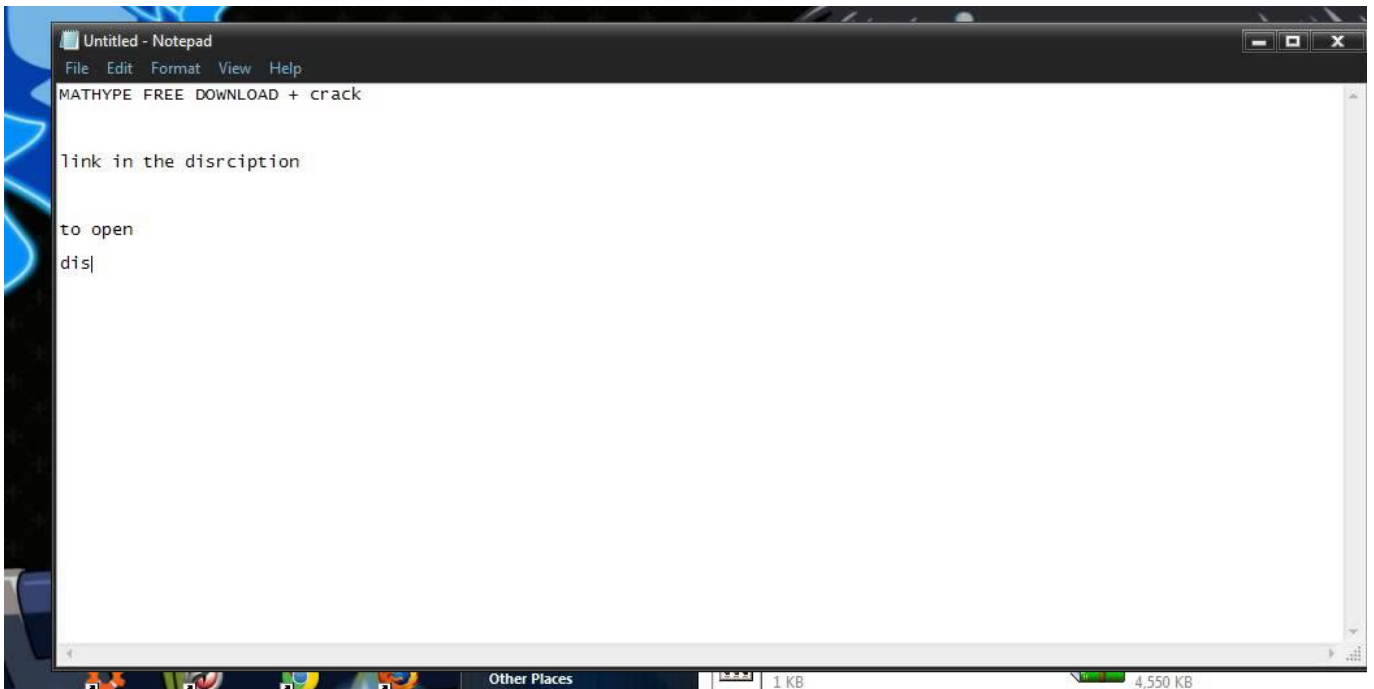 Untitled - Notepad
File Edit Format View Help
MATHYPE FREE DOWNLOAD + crack
link in the disrciption
to open
dis
Other Places
1 KB
4,550 KB